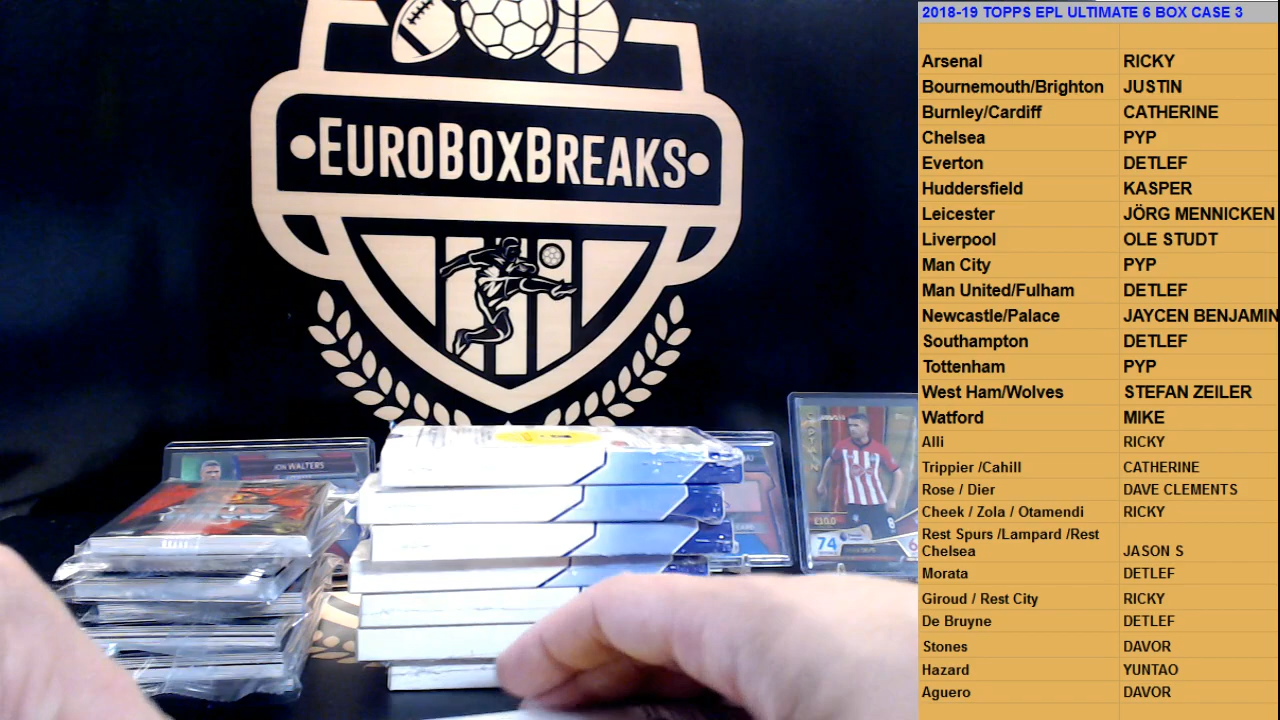 2018-19 TOPPS EPL ULTIMATE 6 BOX CASE 3
Arsenal RICKY
Bournemouth/Brighton JUSTIN
Burnley/Cardiff CATHERINE
Chelsea PYP
Everton DETLEF
Huddersfield KASPER
Leicester JÖRG MENNICKEN
Liverpool OLE STUDT
Man City PYP
Man United/Fulham DETLEF
Newcastle/Palace JAYCEN BENJAMIN
Southampton DETLEF
Tottenham PYP
West Ham/Wolves STEFAN ZEILER
Watford MIKE
Alli RICKY
Trippier /Cahill CATHERINE
Rose / Dier DAVE CLEMENTS
Cheek / Zola / Otamendi RICKY
Rest Spurs /Lampard /Rest
Chelsea JASON S
Morata DETLEF
Giroud / Rest City RICKY
De Bruyne DETLEF
Stones DAVOR
Hazard YUNTAO
Aguero DAVOR
EUROBOXBREAKS
JON WALTERS
£10.0
74